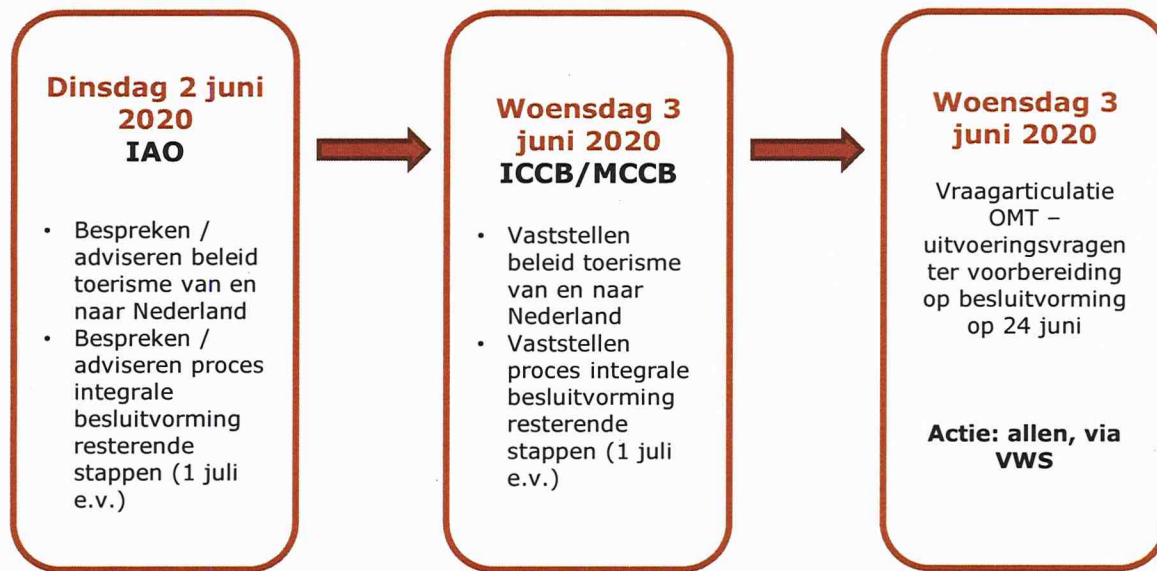 Dinsdag 2 juni
2020
IAO
• Bespreken /
adviseren beleid
toerisme van en
naar Nederland
• Bespreken /
adviseren proces
integrale
besluitvorming
resterende
stappen (1 juli
e.v.)
Woensdag 3
juni 2020
ICCB/MCCB
• Vaststellen
beleid toerisme
van en naar
Nederland
• Vaststellen
proces integrale
besluitvorming
resterende
stappen (1 juli
e.v.)
Woensdag 3
juni 2020
Vraagarticulatie
OMT –
uitvoeringsvragen
ter voorbereiding
op besluitvorming
op 24 juni
Actie: allen, via
VWS